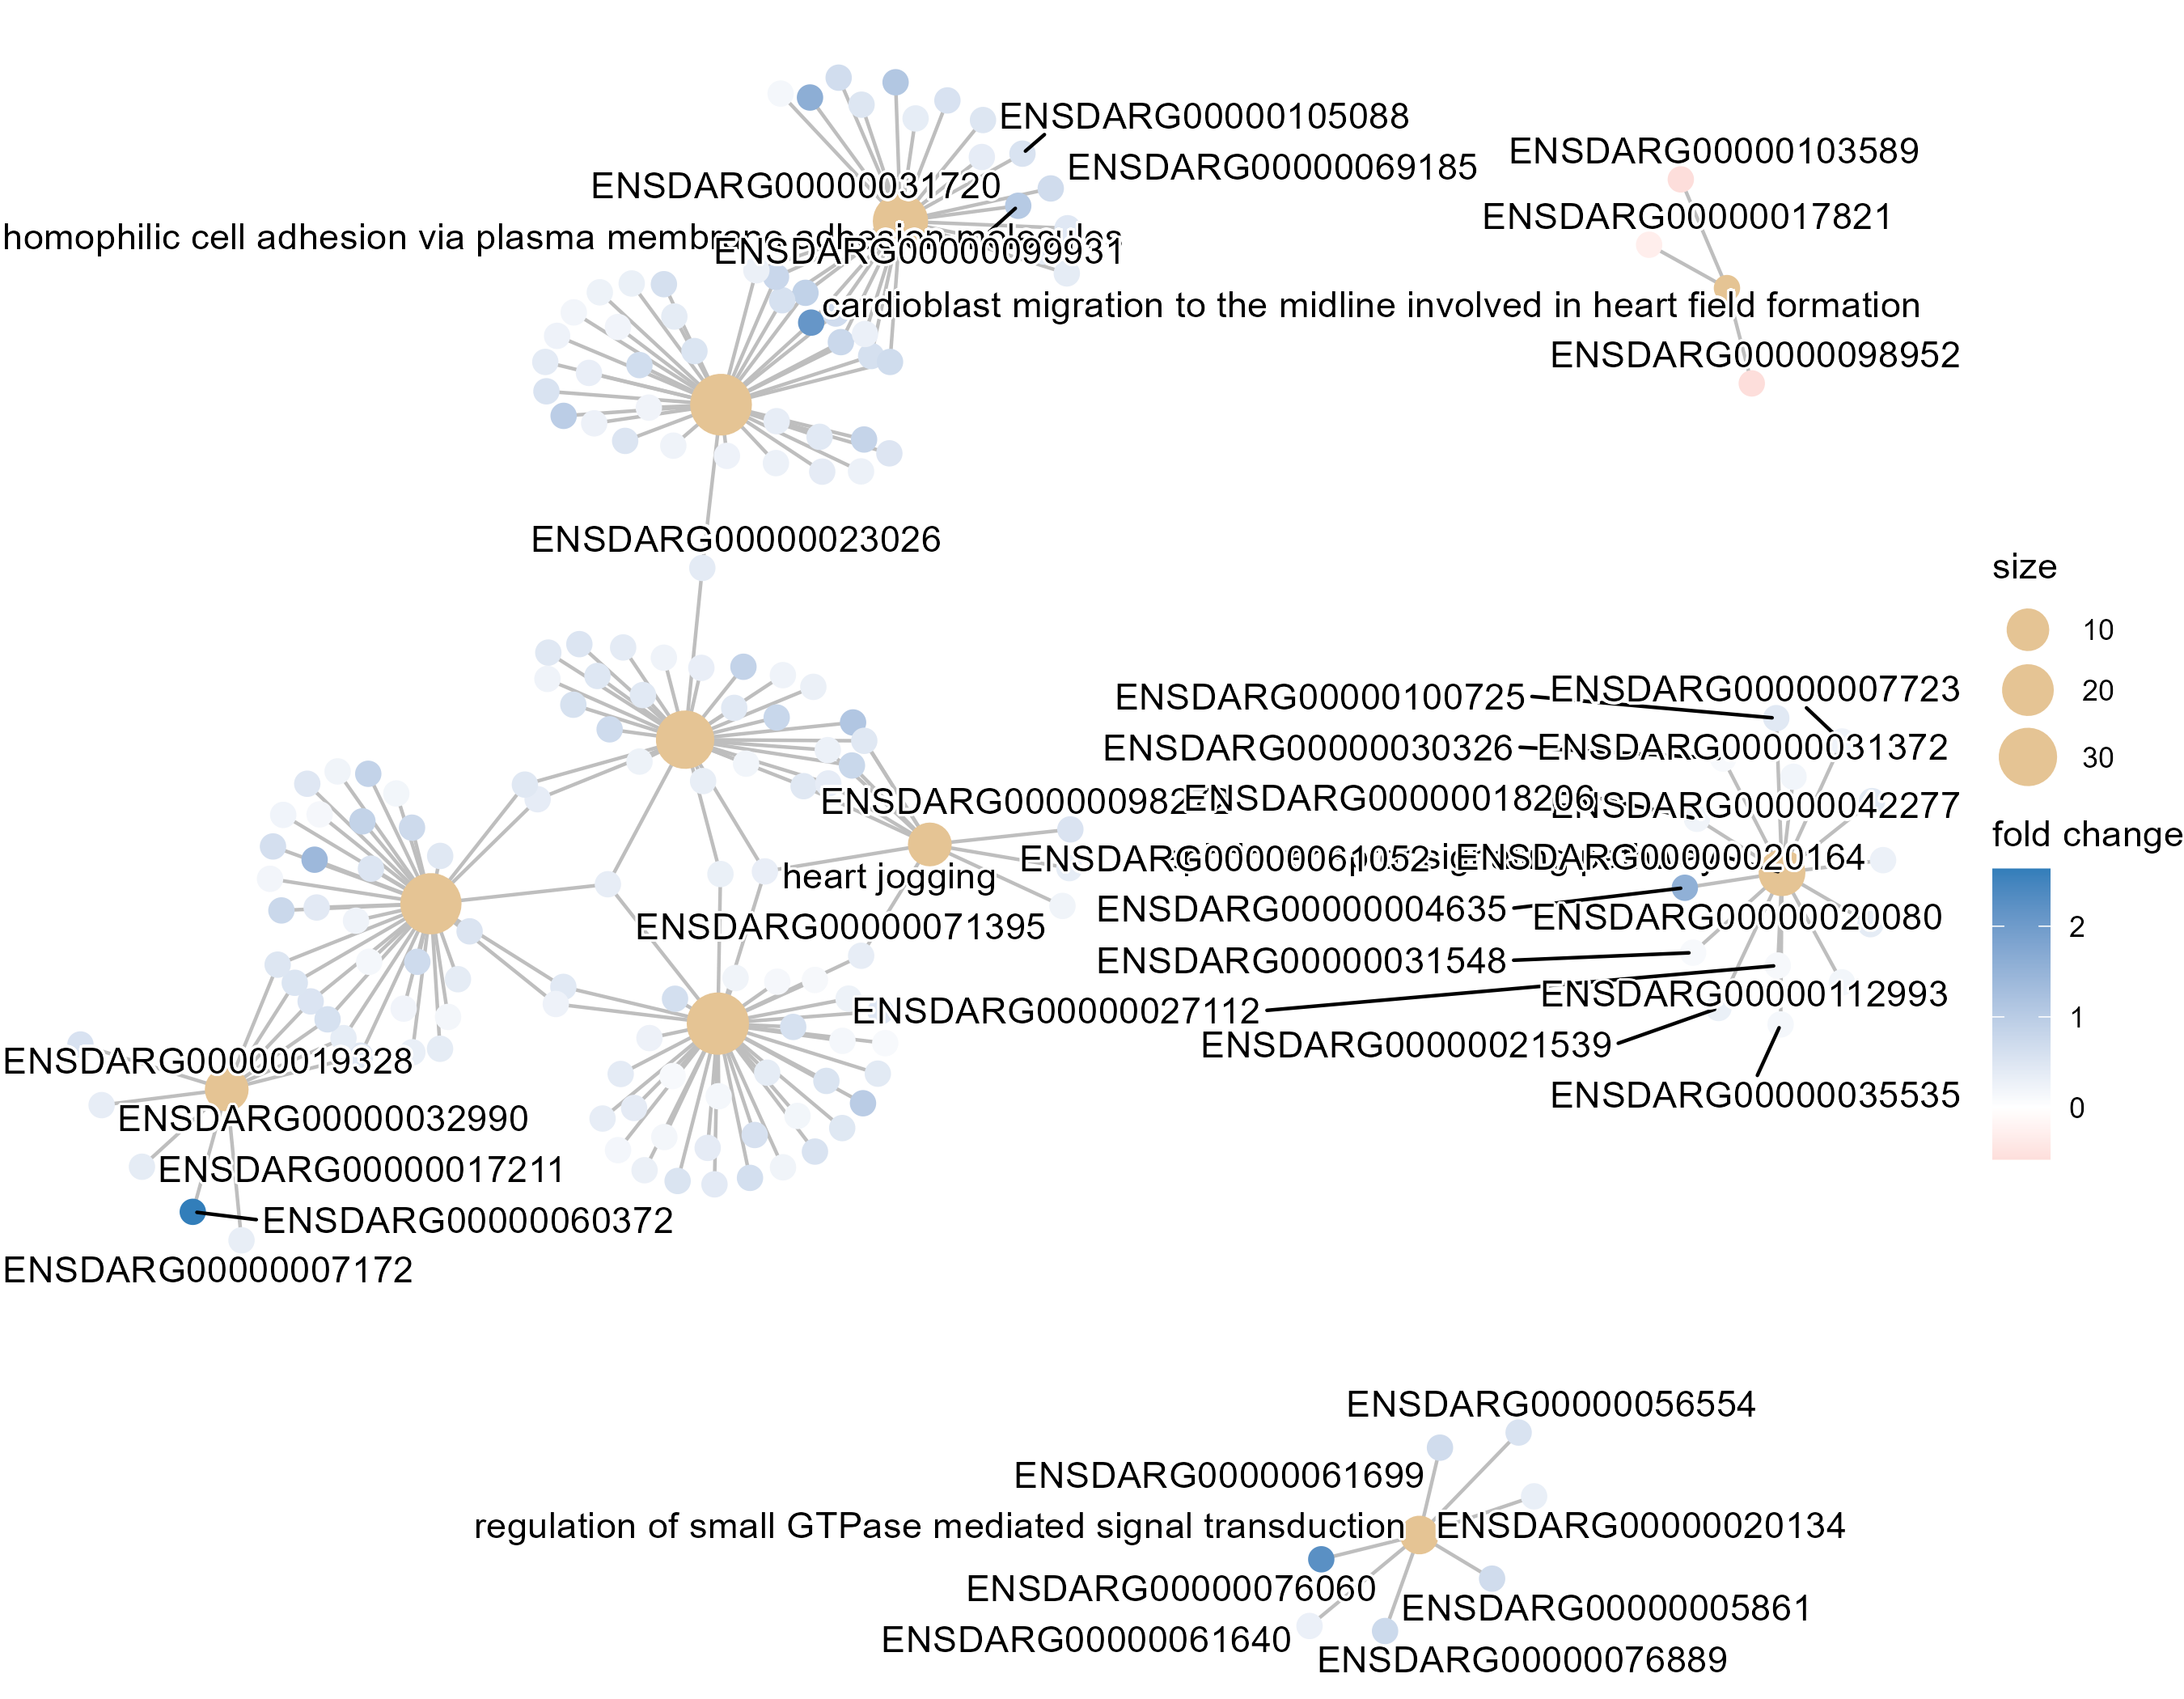 ENSDARG00000105088
ENSDARG00000103589
ENSDARG00000069185
ENSDARG00000031720
ENSDARG00000017821
homophilic cell adhesion via plasma membrane adhesion molecules
ENSDARG00000099931
cardioblast migration to the midline involved in heart field formation
ENSDARG00000098952
ENSDARG00000023026
size
10
20
30
ENSDARG00000100725
ENSDARG00000007723
ENSDARG00000030326
ENSDARG00000031372
ENSDARG00000018206
ENSDARG00000042277
fold change
2
1
0
ENSDARG00000061052
ENSDARG00000020164
heart jogging
ENSDARG00000004635
ENSDARG00000020080
ENSDARG00000071395
ENSDARG00000031548
ENSDARG00000112993
ENSDARG00000027112
ENSDARG00000021539
ENSDARG00000019328
ENSDARG00000035535
ENSDARG00000032990
ENSDARG00000017211
ENSDARG00000060372
ENSDARG00000007172
ENSDARG00000056554
ENSDARG00000061699
regulation of small GTPase mediated signal transduction
ENSDARG00000020134
ENSDARG00000076060
ENSDARG00000005861
ENSDARG00000061640
ENSDARG00000076889